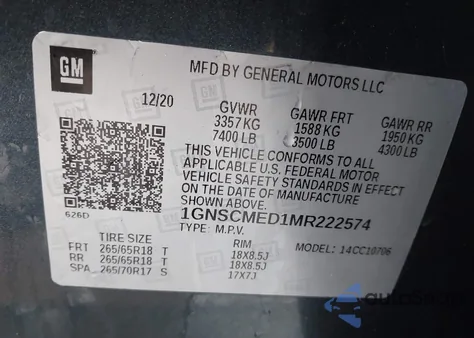 GM
MFD BY GENERAL MOTORS LLC
12/20
GVWR GAWR FRT GAWR RR
3357 KG 1588 KG 1950 KG
7400 LB 3500 LB 4300 LB
THIS VEHICLE CONFORMS TO ALL
APPLICABLE U.S. FEDERAL MOTOR
VEHICLE SAFETY STANDARDS IN EFFECT
ON THE DATE OF MANUFACTURE
SHOWN ABOVE.
1GNSCMED1MR222574
TYPE: M.P.V. MODEL: 14CC10706
626D
TIRE SIZE RIM
FRT 265/65R18 T 18X8.5J
RR 265/65R18 T 18X8.5J
SPA 265/70R17 S 17X7J